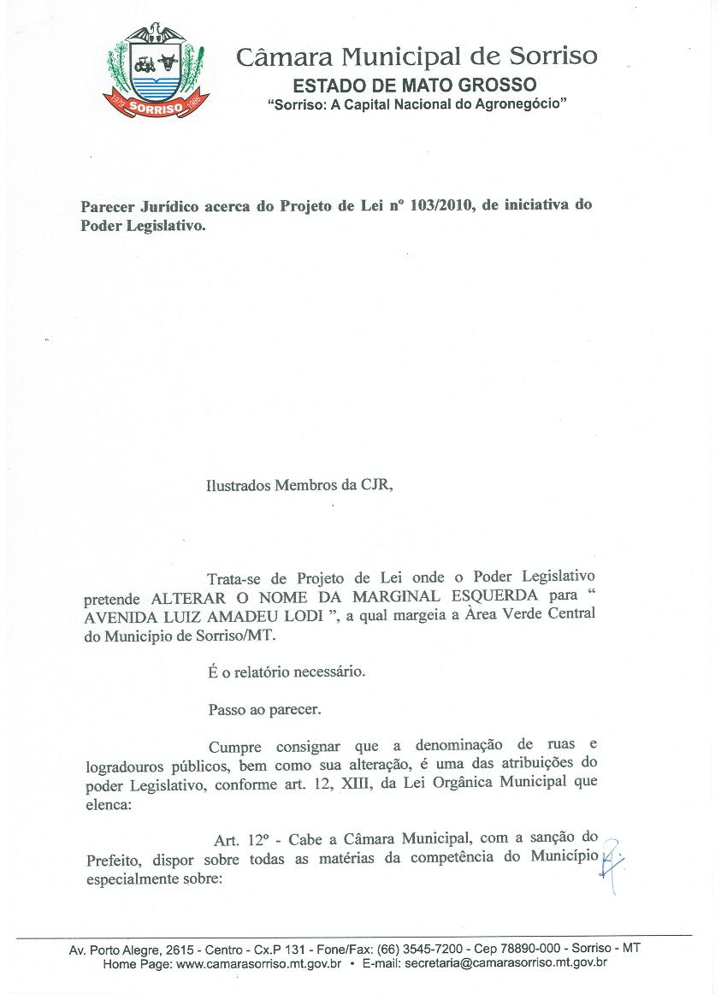 1979 SORRISO 1986
Câmara Municipal de Sorriso
ESTADO DE MATO GROSSO
“Sorriso: A Capital Nacional do Agronegócio”
Parecer Jurídico acerca do Projeto de Lei nº 103/2010, de iniciativa do
Poder Legislativo.
Ilustrados Membros da CJR,
Trata-se de Projeto de Lei onde o Poder Legislativo
pretende ALTERAR O NOME DA MARGINAL ESQUERDA para “
AVENIDA LUIZ AMADEU LODI ”, a qual margeia a Àrea Verde Central
do Município de Sorriso/MT.
É o relatório necessário.
Passo ao parecer.
Cumpre consignar que a denominação de ruas e
logradouros públicos, bem como sua alteração, é uma das atribuições do
poder Legislativo, conforme art. 12, XIII, da Lei Orgânica Municipal que
elenca:
Art. 12º - Cabe a Câmara Municipal, com a sanção do
Prefeito, dispor sobre todas as matérias da competência do Município
especialmente sobre:
Av. Porto Alegre, 2615 - Centro - Cx.P 131 - Fone/Fax: (66) 3545-7200 - Cep 78890-000 - Sorriso - MT
Home Page: www.camarasorriso.mt.gov.br • E-mail: secretaria@camarasorriso.mt.gov.br